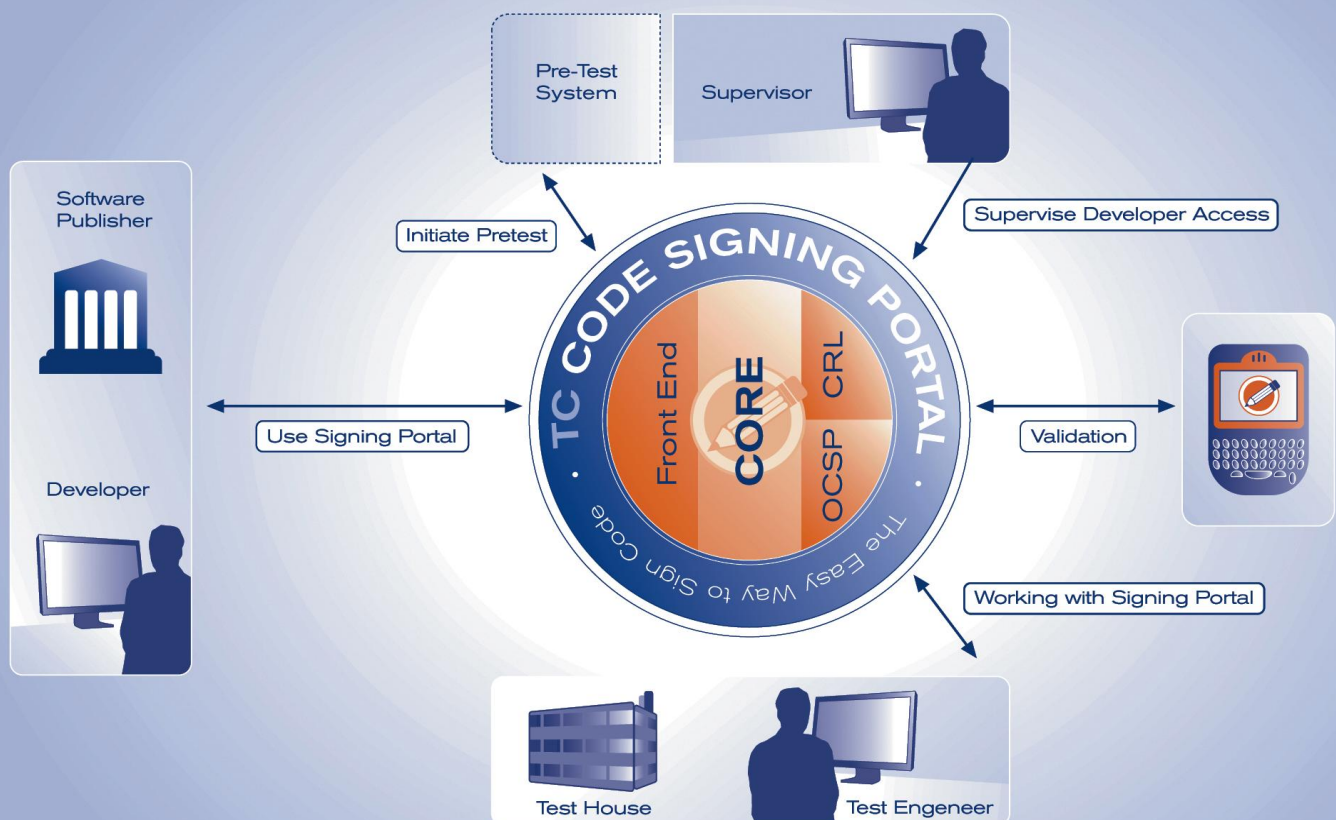 Pre-Test
System
Supervisor
Software
Publisher
Initiate Pretest
Supervise Developer Access
TC CODE SIGNING PORTAL
· The Easy Way to Sign Code ·
Front End
CORE
CRL
OCSP
Use Signing Portal
Validation
Developer
Working with Signing Portal
Test House
Test Engeneer